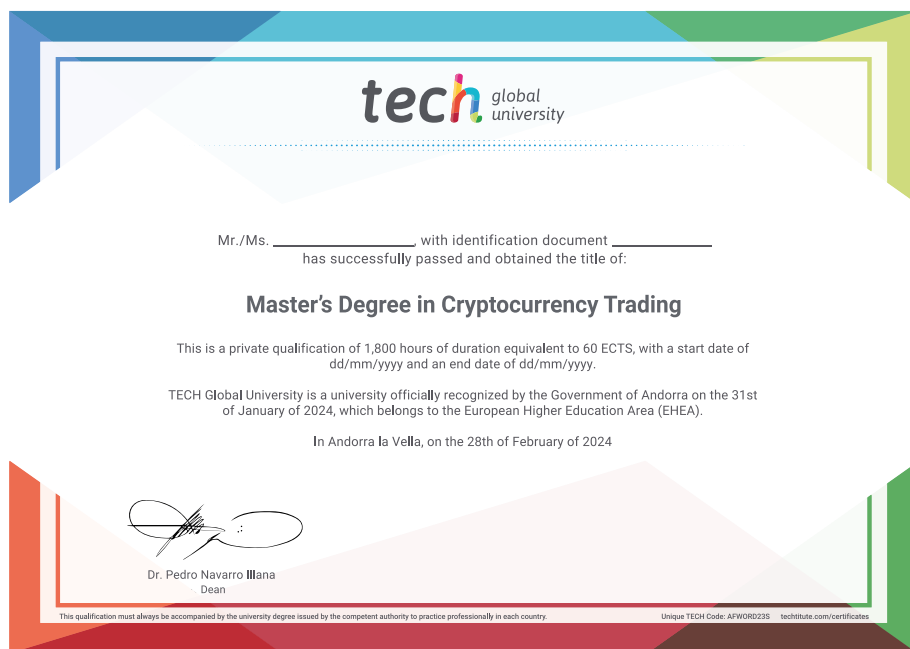 tech global university
Mr./Ms. ____________, with identification document ____________
has successfully passed and obtained the title of:
Master's Degree in Cryptocurrency Trading
This is a private qualification of 1,800 hours of duration equivalent to 60 ECTS, with a start date of
dd/mm/yyyy and an end date of dd/mm/yyyy.
TECH Global University is a university officially recognized by the Government of Andorra on the 31st
of January of 2024, which belongs to the European Higher Education Area (EHEA).
In Andorra la Vella, on the 28th of February of 2024
Dr. Pedro Navarro Illana
Dean
This qualification must always be accompanied by the university degree issued by the competent authority to practice professionally in each country. Unique TECH Code: AFWORD23S techtitute.com/certificates